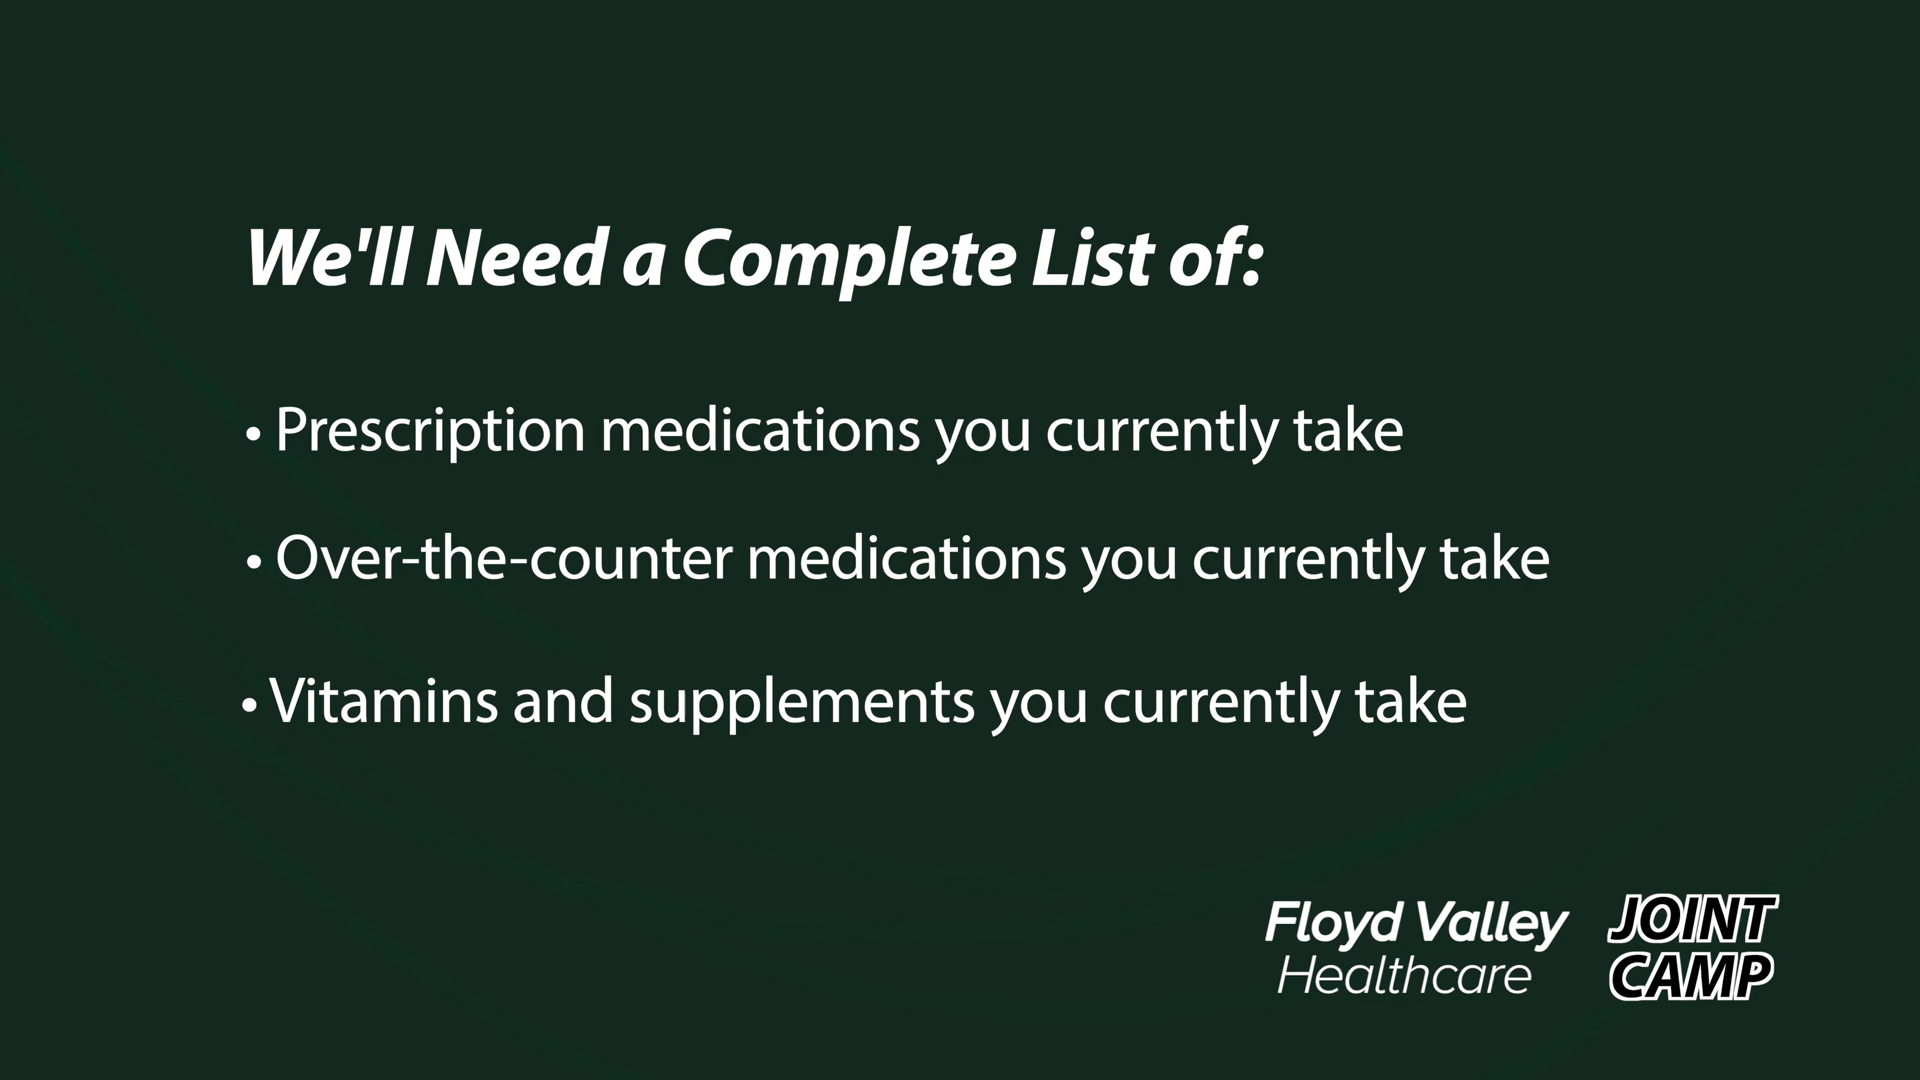 We'll Need a Complete List of:
• Prescription medications you currently take
• Over-the-counter medications you currently take
• Vitamins and supplements you currently take
Floyd Valley
Healthcare
JOINT
CAMP